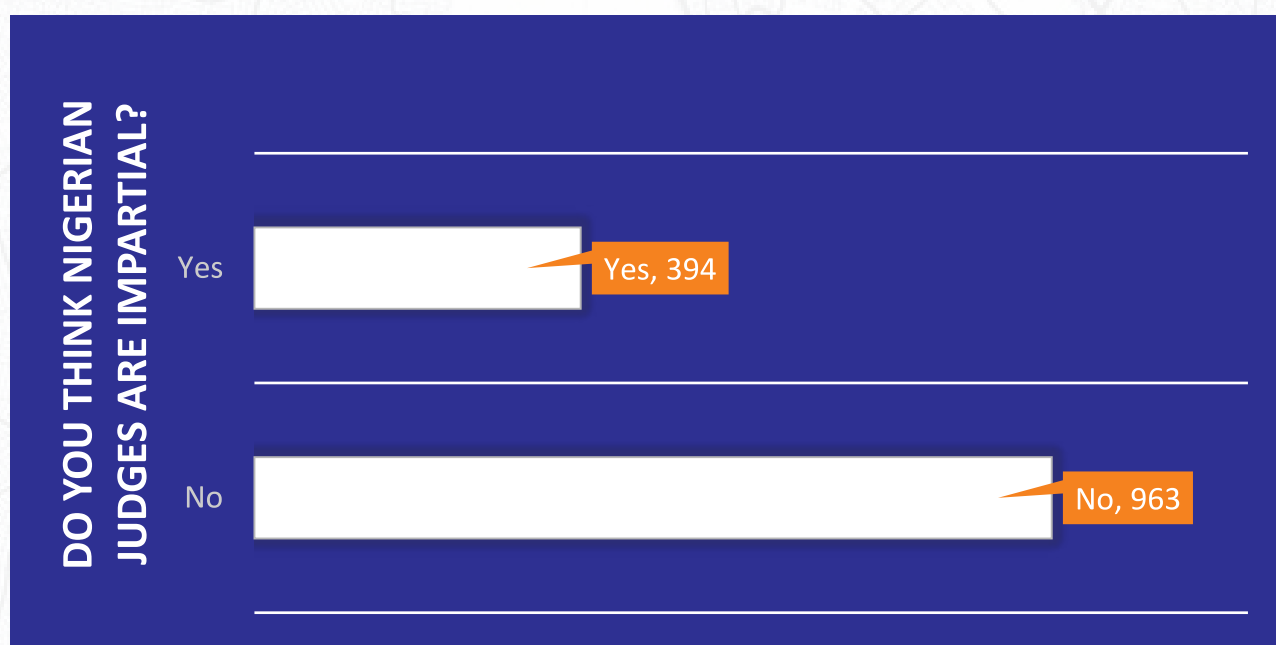 DO YOU THINK NIGERIAN
JUDGES ARE IMPARTIAL?
Yes
Yes, 394
No
No, 963